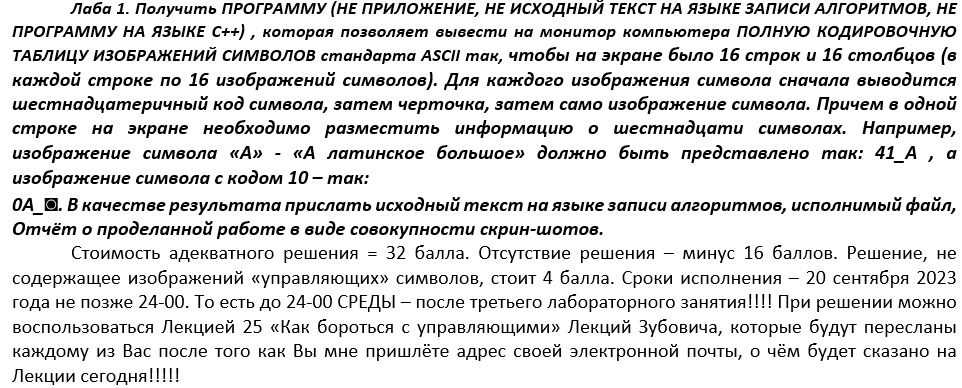 Лаба 1. Получить ПРОГРАММУ (НЕ ПРИЛОЖЕНИЕ, НЕ ИСХОДНЫЙ ТЕКСТ НА ЯЗЫКЕ ЗАПИСИ АЛГОРИТМОВ, НЕ
ПРОГРАММУ НА ЯЗЫКЕ С++) , которая позволяет вывести на монитор компьютера ПОЛНУЮ КОДИРОВОЧНУЮ
ТАБЛИЦУ ИЗОБРАЖЕНИЙ СИМВОЛОВ стандарта ASCII так, чтобы на экране было 16 строк и 16 столбцов (в
каждой строке по 16 изображений символов). Для каждого изображения символа сначала выводится
шестнадцатеричный код символа, затем черточка, затем само изображение символа. Причем в одной
строке на экране необходимо разместить информацию о шестнадцати символах. Например,
изображение символа «А» - «А латинское большое» должно быть представлено так: 41_А , а
изображение символа с кодом 10 – так:
0А_◙. В качестве результата прислать исходный текст на языке записи алгоритмов, исполнимый файл,
Отчёт о проделанной работе в виде совокупности скрин-шотов.
Стоимость адекватного решения = 32 балла. Отсутствие решения – минус 16 баллов. Решение, не
содержащее изображений «управляющих» символов, стоит 4 балла. Сроки исполнения – 20 сентября 2023
года не позже 24-00. То есть до 24-00 СРЕДЫ – после третьего лабораторного занятия!!!! При решении можно
воспользоваться Лекцией 25 «Как бороться с управляющими» Лекций Зубовича, которые будут пересланы
каждому из Вас после того как Вы мне пришлёте адрес своей электронной почты, о чём будет сказано на
Лекции сегодня!!!!!